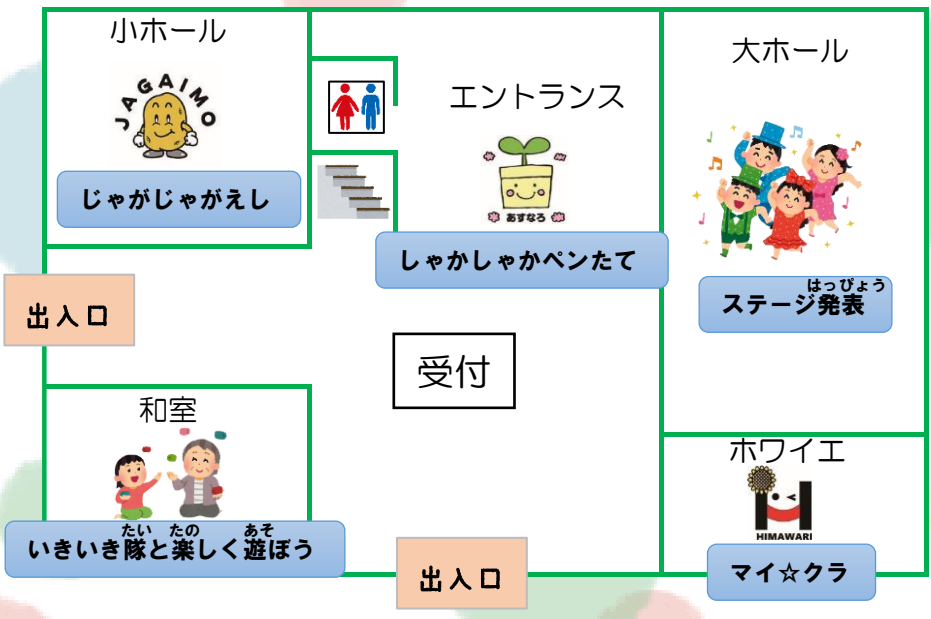 小ホール
JAGAIMO
じゃがじゃがえし
エントランス
あすなろ
しゃかしゃかペンたて
大ホール
はっぴょう
ステージ発表
出入口
受付
和室
たい たの あそ
いきいき隊と楽しく遊ぼう
出入口
ホワイエ
HIMAWARI
マイ☆クラ